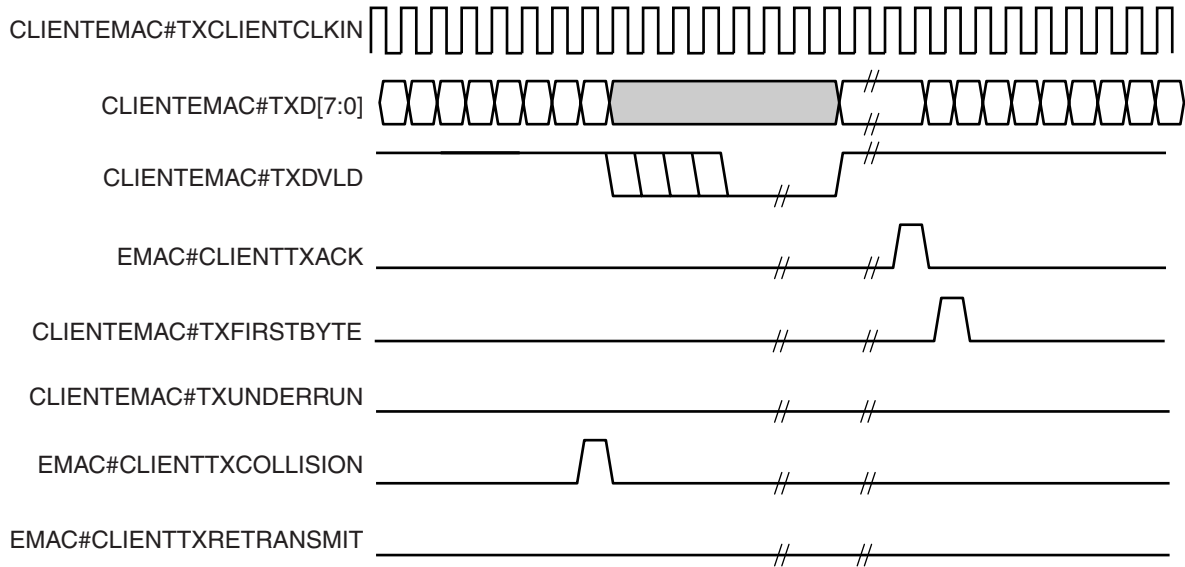 CLIENTEMAC#TXCLIENTCLKIN
CLIENTEMAC#TXD[7:0]
CLIENTEMAC#TXDVLD
EMAC#CLIENTTXACK
CLIENTEMAC#TXFIRSTBYTE
CLIENTEMAC#TXUNDERRUN
EMAC#CLIENTTXCOLLISION
EMAC#CLIENTTXRETRANSMIT